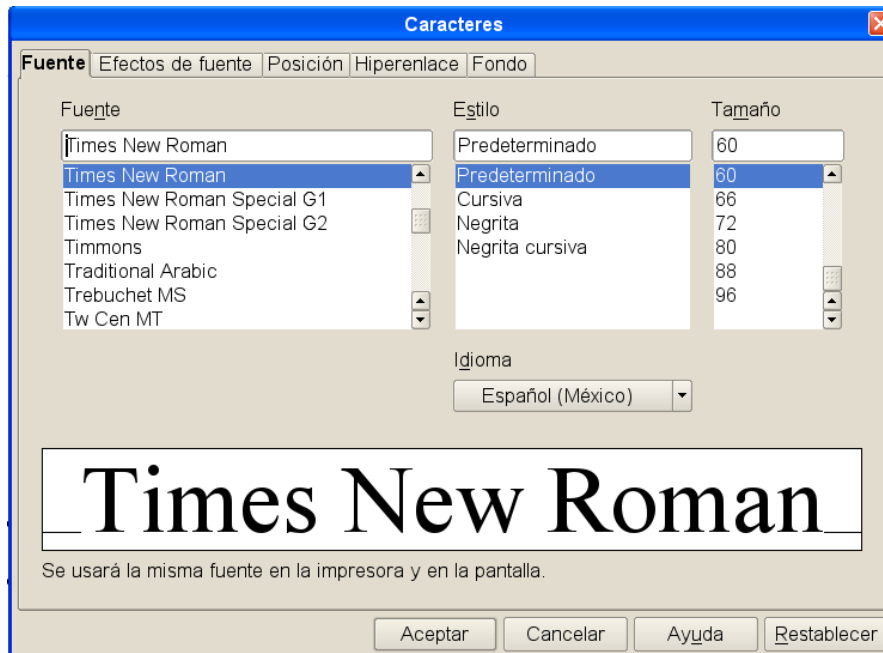 Caracteres
Fuente Efectos de fuente Posición Hiperenlace Fondo
Fuente Estilo Tamaño
Times New Roman Predeterminado 60
Times New Roman Predeterminado 60
Times New Roman Special G1 Cursiva 66
Times New Roman Special G2 Negrita 72
Timmons Negrita cursiva 80
Traditional Arabic 88
Trebuchet MS 96
Tw Cen MT
Idioma
Español (México)
Times New Roman
Se usará la misma fuente en la impresora y en la pantalla.
Aceptar Cancelar Ayuda Restablecer